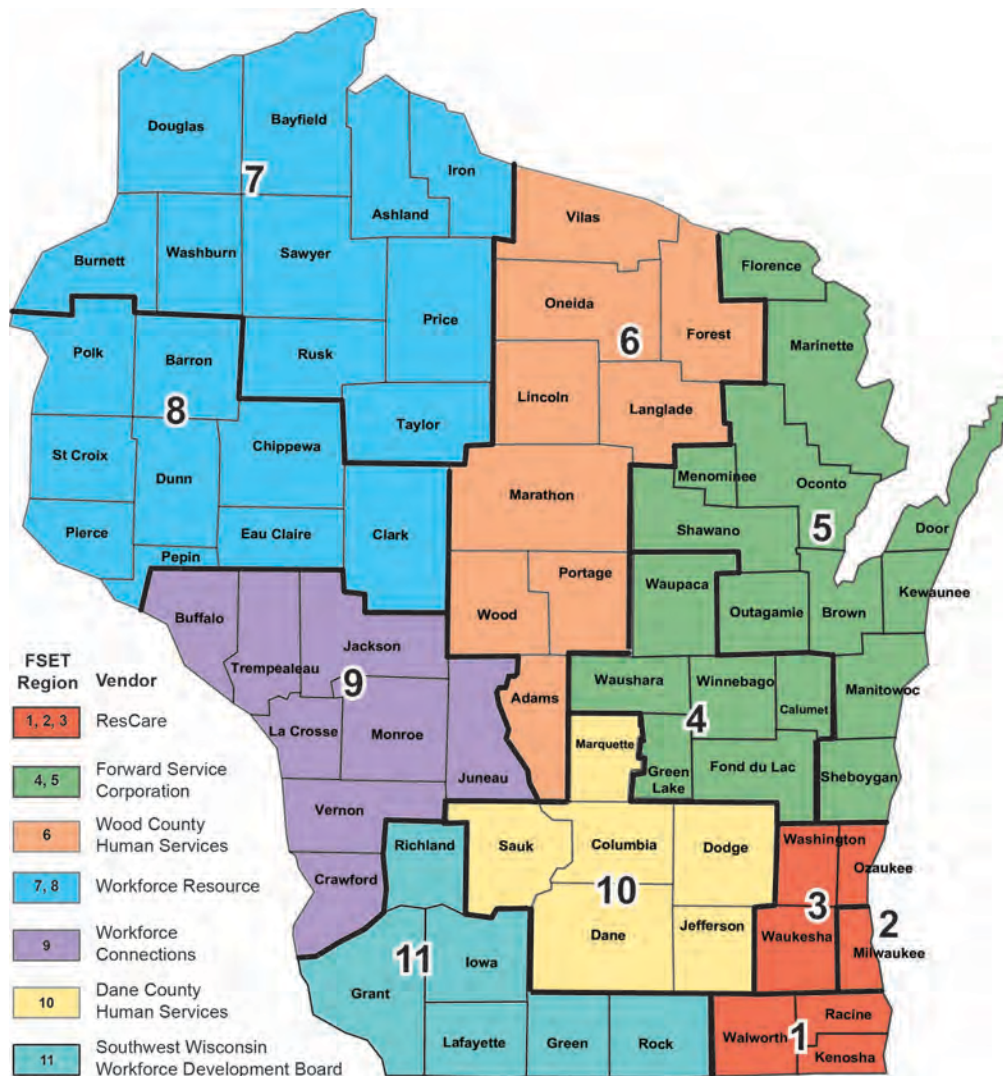 Douglas
Bayfield
Iron
7
Ashland
Vilas
Burnett
Washburn
Sawyer
Florence
Oneida
Price
Forest
6
Polk
Barron
Rusk
Marinette
8
Lincoln
Langlade
Taylor
Chippewa
St Croix
Dunn
Menominee
Oconto
Marathon
5
Door
Pierce
Eau Claire
Clark
Shawano
Pepin
Portage
Waupaca
Kewaunee
Buffalo
Wood
Outagamie
Brown
Jackson
Trempealeau
9
Waushara
Winnebago
Manitowoc
Adams
Calumet
4
La Crosse
Monroe
Marquette
Juneau
Green
Lake
Fond du Lac
Sheboygan
Vernon
Richland
Sauk
Columbia
Dodge
Washington
Ozaukee
Crawford
10
3
2
Dane
Jefferson
Waukesha
Milwaukee
11
Iowa
Grant
1
Racine
Walworth
Lafayette
Green
Rock
Kenosha
FSET
Region
Vendor
1, 2, 3
ResCare
4, 5
Forward Service
Corporation
6
Wood County
Human Services
7, 8
Workforce Resource
9
Workforce
Connections
10
Dane County
Human Services
11
Southwest Wisconsin
Workforce Development Board